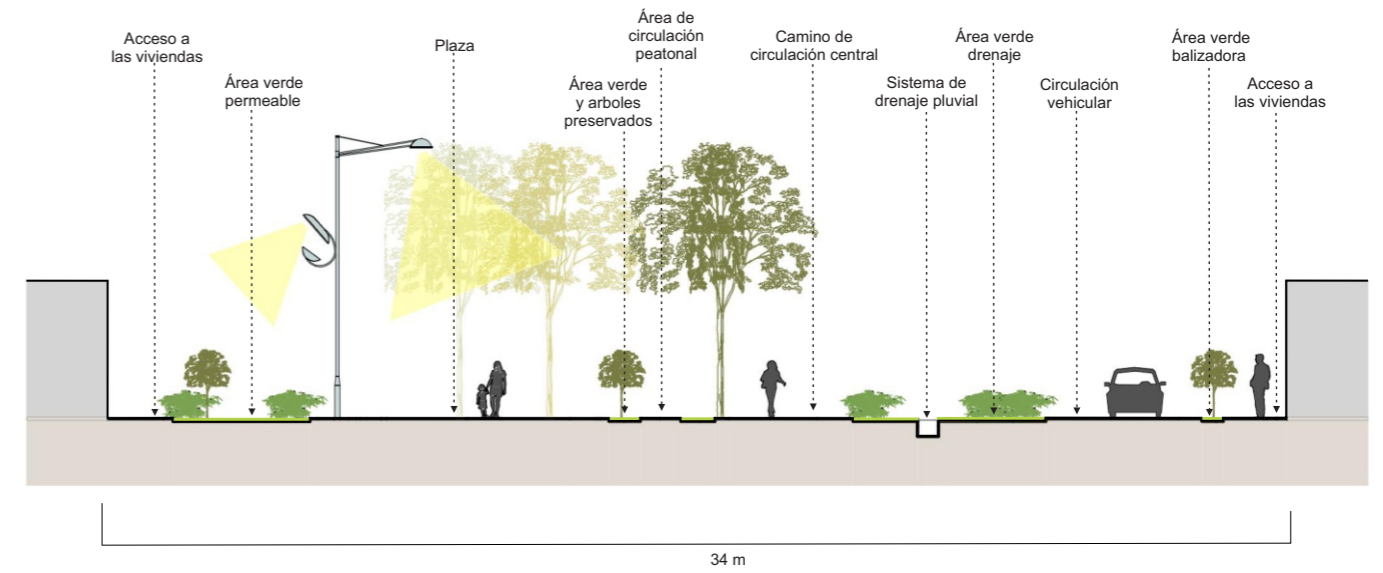 Acceso a
las viviendas
Área verde
permeable
Plaza
Área verde
y arboles
preservados
Área de
circulación
peatonal
Camino de
circulación central
Sistema de
drenaje pluvial
Área verde
drenaje
Circulación
vehicular
Área verde
balizadora
Acceso a
las viviendas
34 m